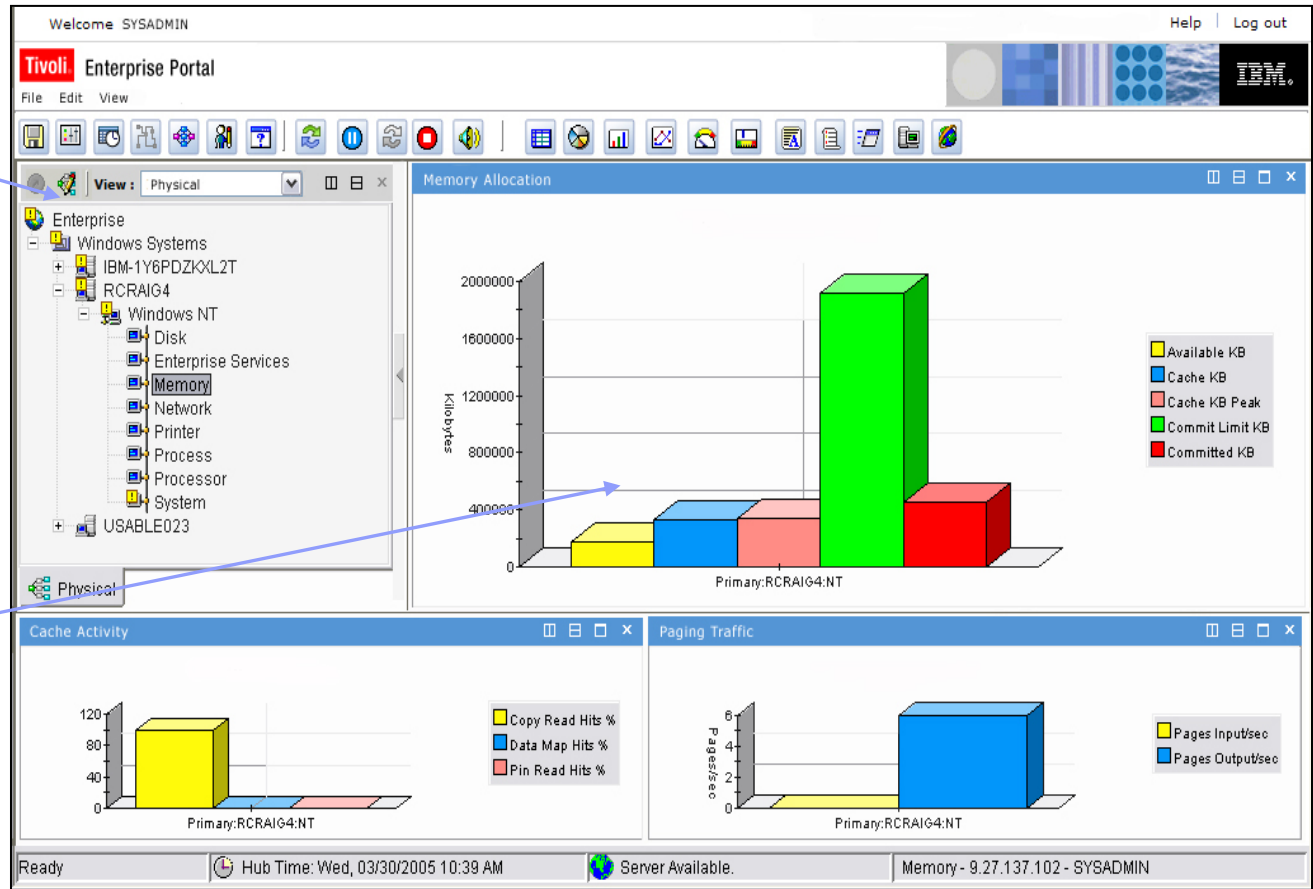 Welcome SYSADMIN
Help
Log out
Tivoli. Enterprise Portal
IBM.
File Edit View
View : Physical
Enterprise
Windows Systems
IBM-1Y6PDZKXL2T
RCRAIG4
Windows NT
Disk
Enterprise Services
Memory
Network
Printer
Process
Processor
System
USABLE023
Physical
Memory Allocation
2000000
1600000
1200000
800000
400000
0
Kilobytes
Primary:RCRAIG4:NT
Available KB
Cache KB
Cache KB Peak
Commit Limit KB
Committed KB
Cache Activity
120
80
40
0
Primary:RCRAIG4:NT
Copy Read Hits %
Data Map Hits %
Pin Read Hits %
Paging Traffic
6
4
2
0
Pages/sec
Primary:RCRAIG4:NT
Pages Input/sec
Pages Output/sec
Ready
Hub Time: Wed, 03/30/2005 10:39 AM
Server Available.
Memory - 9.27.137.102 - SYSADMIN